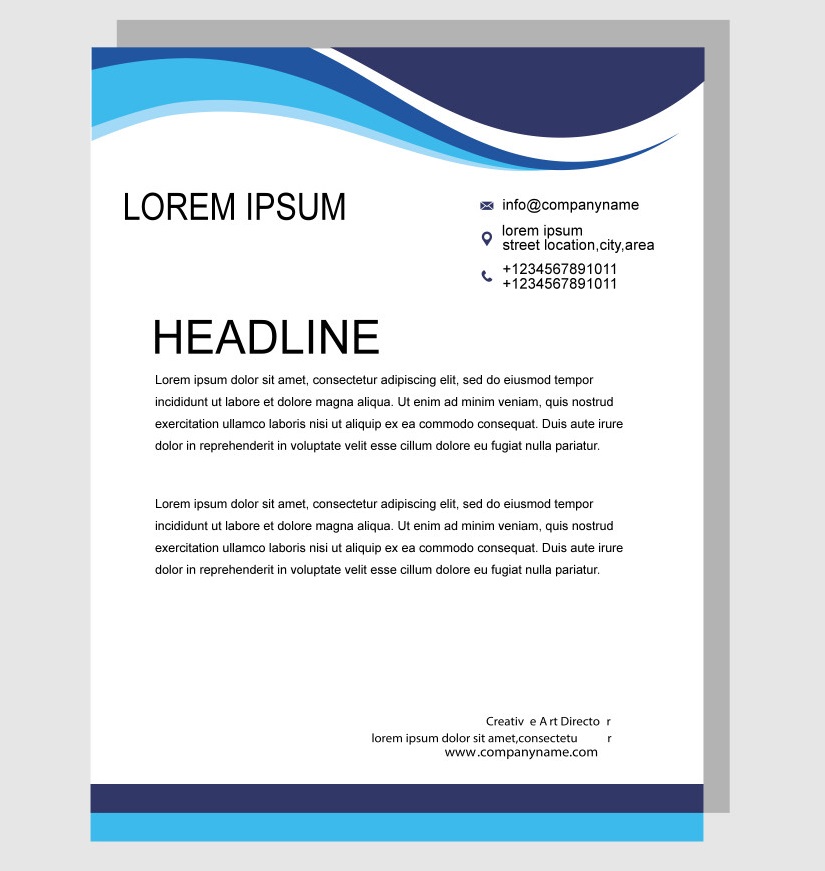 LOREM IPSUM
info@companyname
lorem ipsum
street location,city,area
+1234567891011
+1234567891011
HEADLINE
Lorem ipsum dolor sit amet, consectetur adipiscing elit, sed do eiusmod tempor
incididunt ut labore et dolore magna aliqua. Ut enim ad minim veniam, quis nostrud
exercitation ullamco laboris nisi ut aliquip ex ea commodo consequat. Duis aute irure
dolor in reprehenderit in voluptate velit esse cillum dolore eu fugiat nulla pariatur.
Lorem ipsum dolor sit amet, consectetur adipiscing elit, sed do eiusmod tempor
incididunt ut labore et dolore magna aliqua. Ut enim ad minim veniam, quis nostrud
exercitation ullamco laboris nisi ut aliquip ex ea commodo consequat. Duis aute irure
dolor in reprehenderit in voluptate velit esse cillum dolore eu fugiat nulla pariatur.
Creativ e A rt Directo r
lorem ipsum dolor sit amet,consectetu r
www.companyname.com